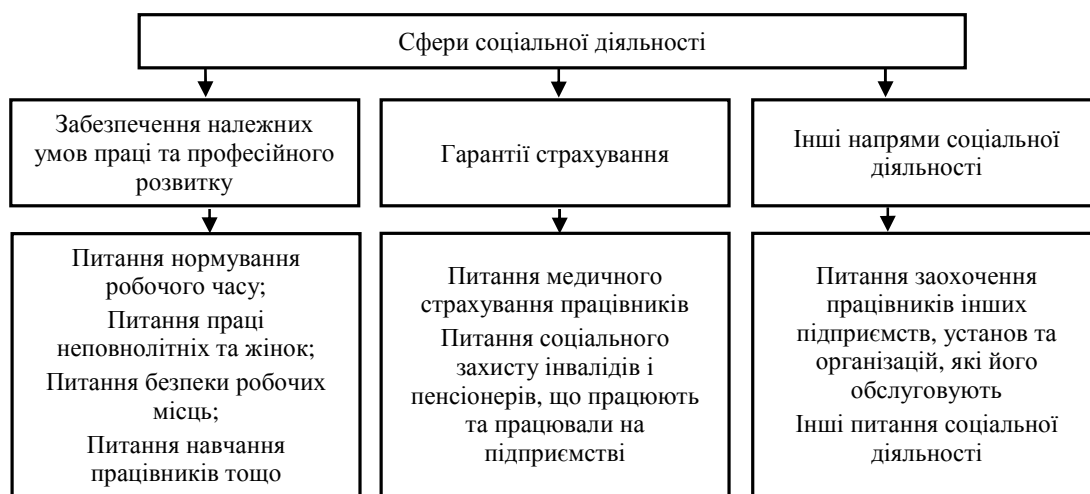 Сфери соціальної діяльності
Забезпечення належних
умов праці та професійного
розвитку
Гарантії страхування
Інші напрями соціальної
діяльності
Питання нормування
робочого часу;
Питання праці
неповнолітніх та жінок;
Питання безпеки робочих
місць;
Питання навчання
працівників тощо
Питання медичного
страхування працівників
Питання соціального
захисту інвалідів і
пенсіонерів, що працюють
та працювали на
підприємстві
Питання заохочення
працівників інших
підприємств, установ та
організацій, які його
обслуговують
Інші питання соціальної
діяльності